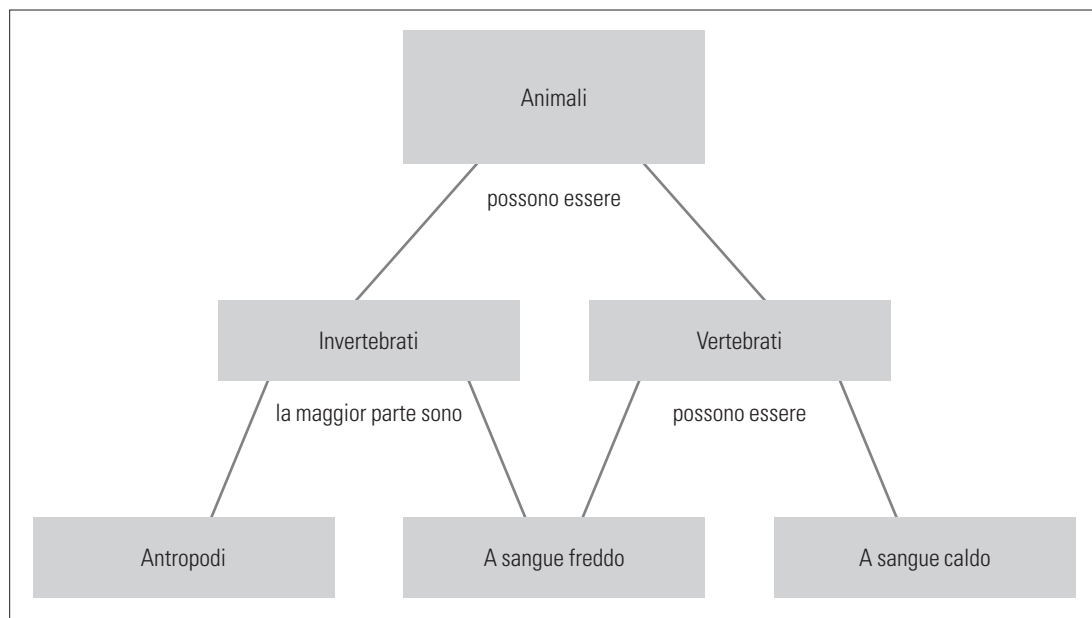 Animali
possono essere
Invertebrati
Vertebrati
la maggior parte sono
possono essere
Antropodi
A sangue freddo
A sangue caldo